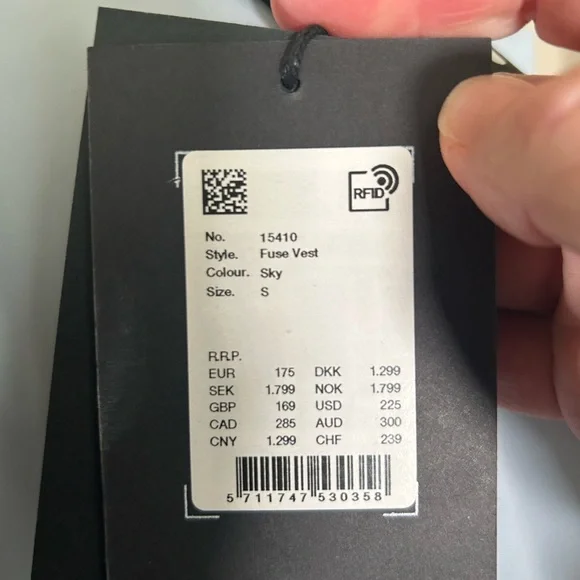 RFID
No. 15410
Style. Fuse Vest
Colour. Sky
Size. S
R.R.P.
EUR 175 DKK 1.299
SEK 1.799 NOK 1.799
GBP 169 USD 225
CAD 285 AUD 300
CNY 1.299 CHF 239
5 711747 530358